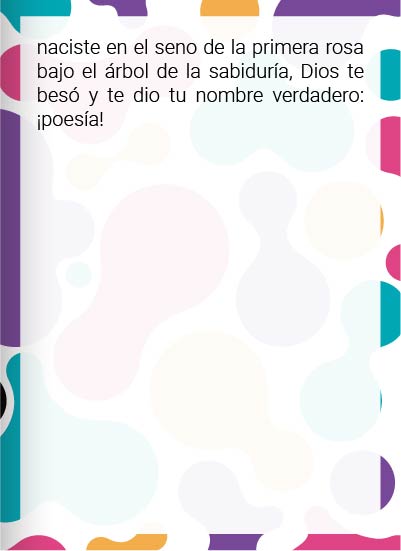 naciste en el seno de la primera rosa
bajo el árbol de la sabiduría, Dios te
besó y te dio tu nombre verdadero:
¡poesía!